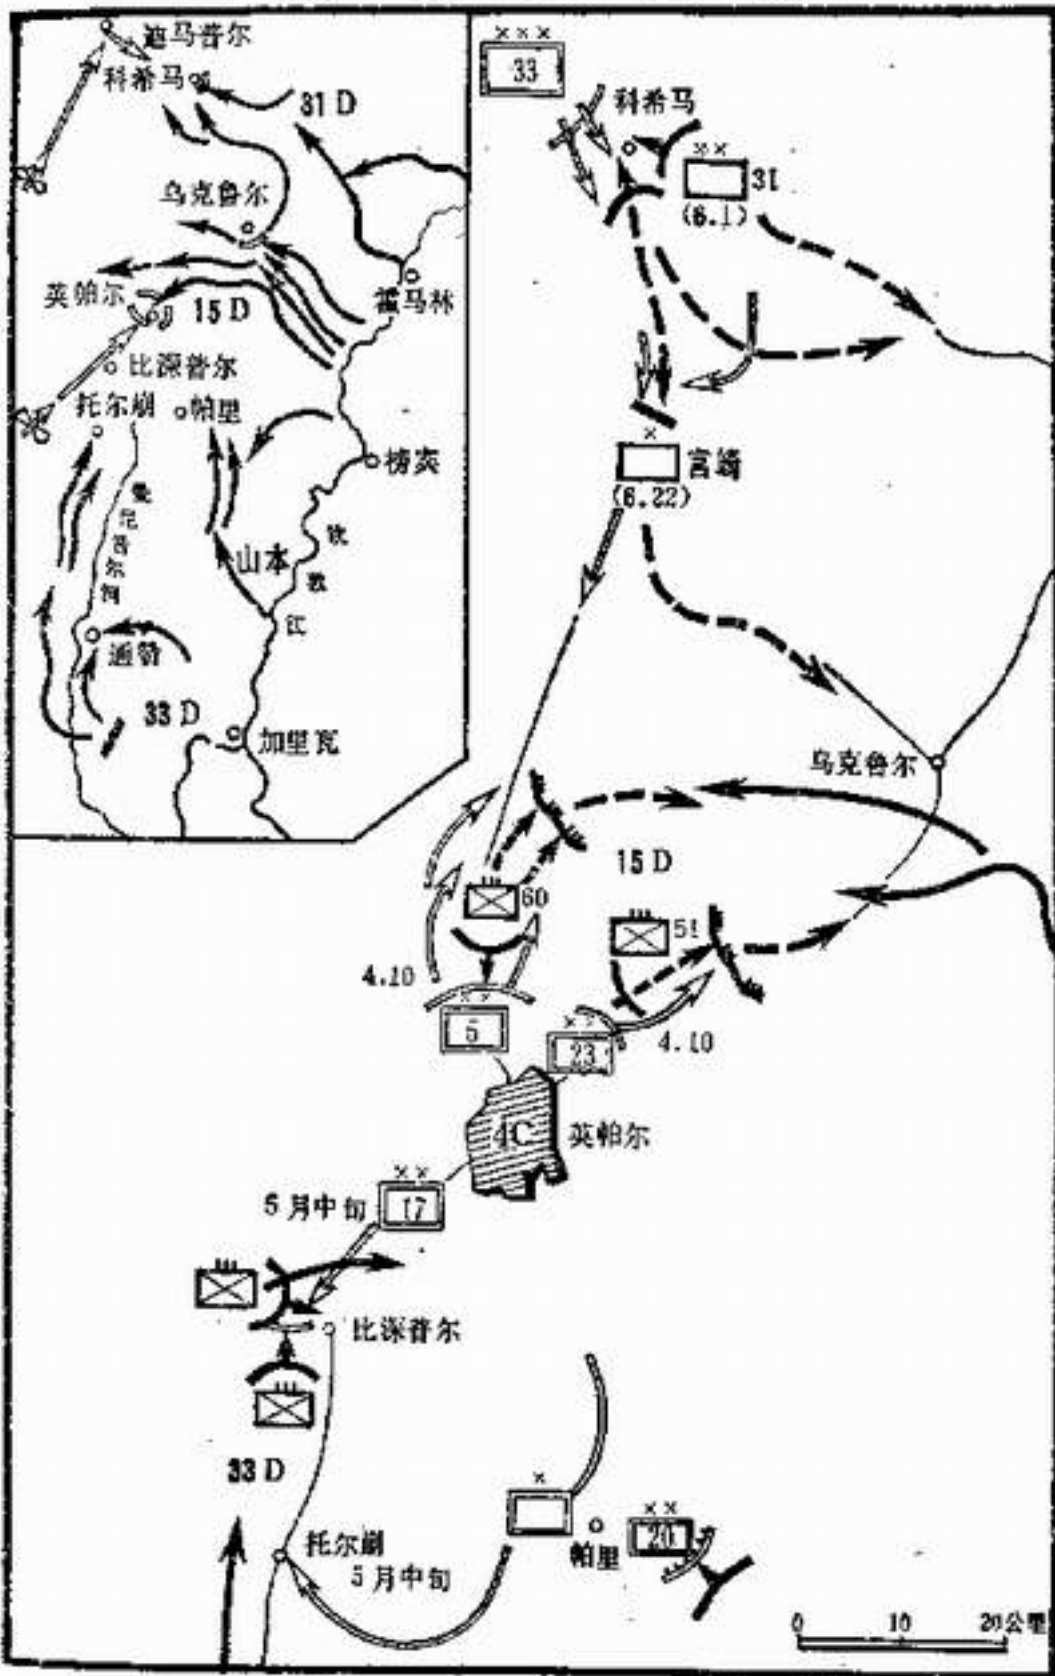 迪马普尔
科希马
31 D
乌克鲁尔
英帕尔
15 D
霍马林
比深普尔
托尔崩
帕里
榜宾
曼尼普尔河
钦敦江
山本
通赞
33 D
加里瓦
×××
33
科希马
××
31
(6.1)
×
宫崎
(6.22)
乌克鲁尔
15 D
60
51
4.10
××
5
××
23
4.10
4C
英帕尔
××
17
5月中旬
比深普尔
33 D
托尔崩
5月中旬
×
帕里
××
20
0 10 20公里